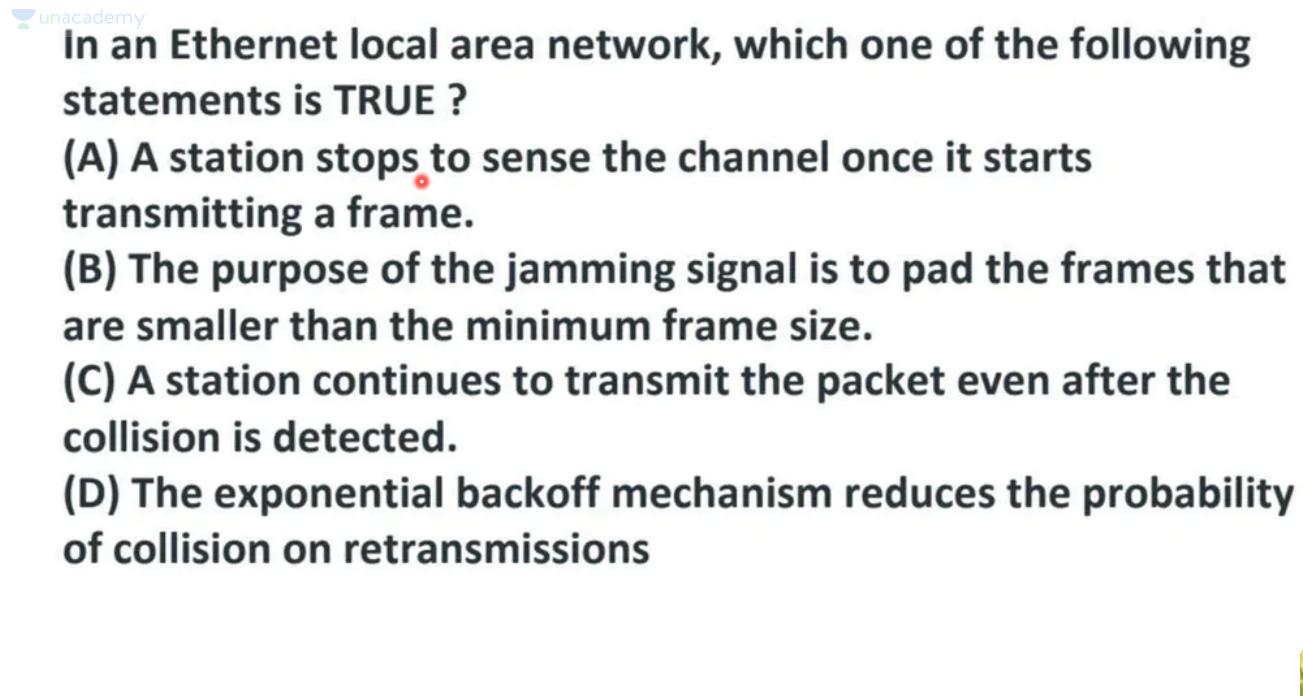 unacademy
In an Ethernet local area network, which one of the following
statements is TRUE ?
(A) A station stops to sense the channel once it starts
transmitting a frame.
(B) The purpose of the jamming signal is to pad the frames that
are smaller than the minimum frame size.
(C) A station continues to transmit the packet even after the
collision is detected.
(D) The exponential backoff mechanism reduces the probability
of collision on retransmissions